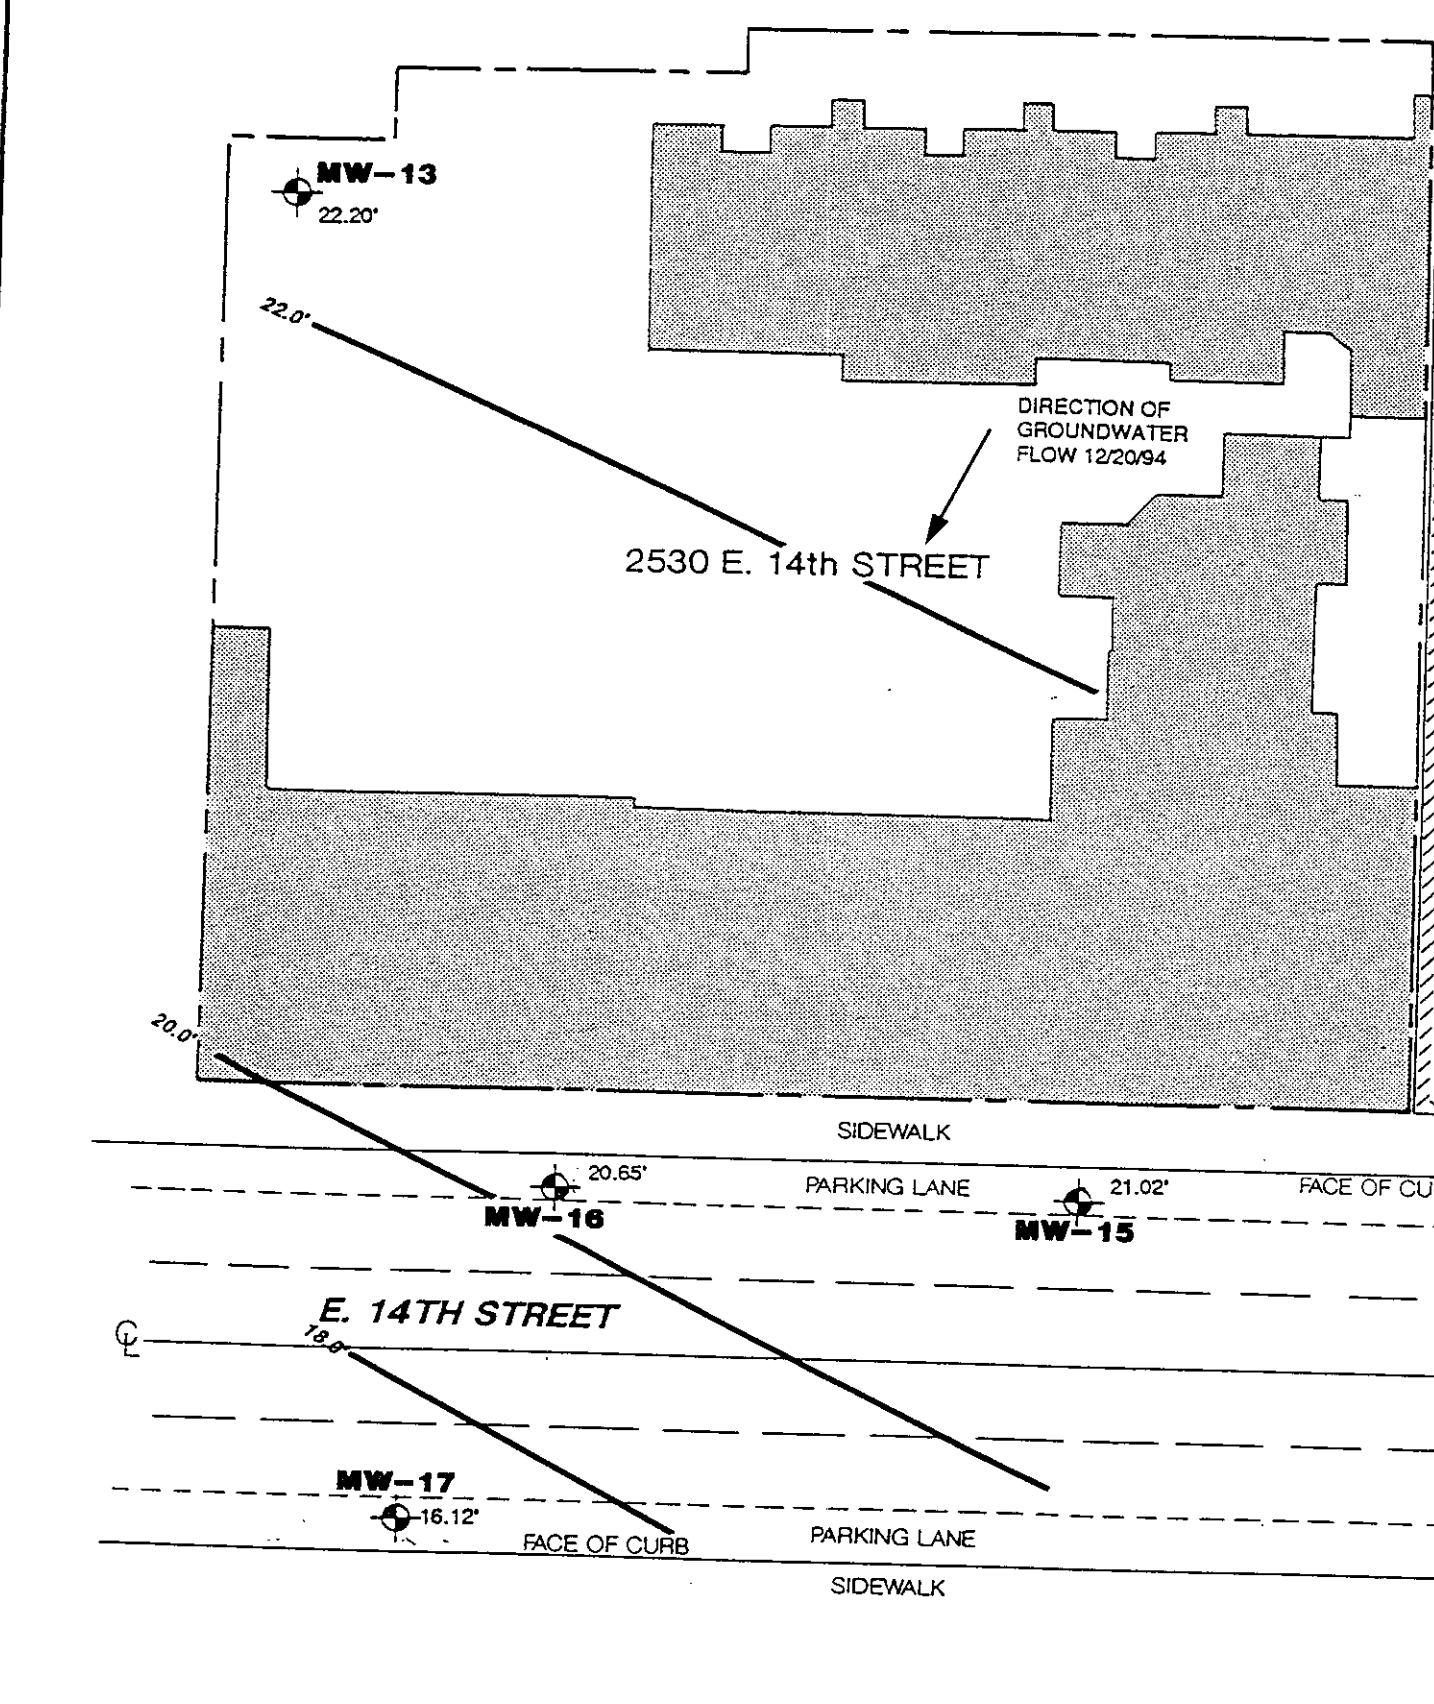 MW-13
22.20'
22.0'
DIRECTION OF
GROUNDWATER
FLOW 12/20/94
2530 E. 14th STREET
20.0'
SIDEWALK
20.65'
PARKING LANE
21.02'
FACE OF CU
MW-16
MW-15
E. 14TH STREET
18.0'
CL
MW-17
16.12'
FACE OF CURB
PARKING LANE
SIDEWALK